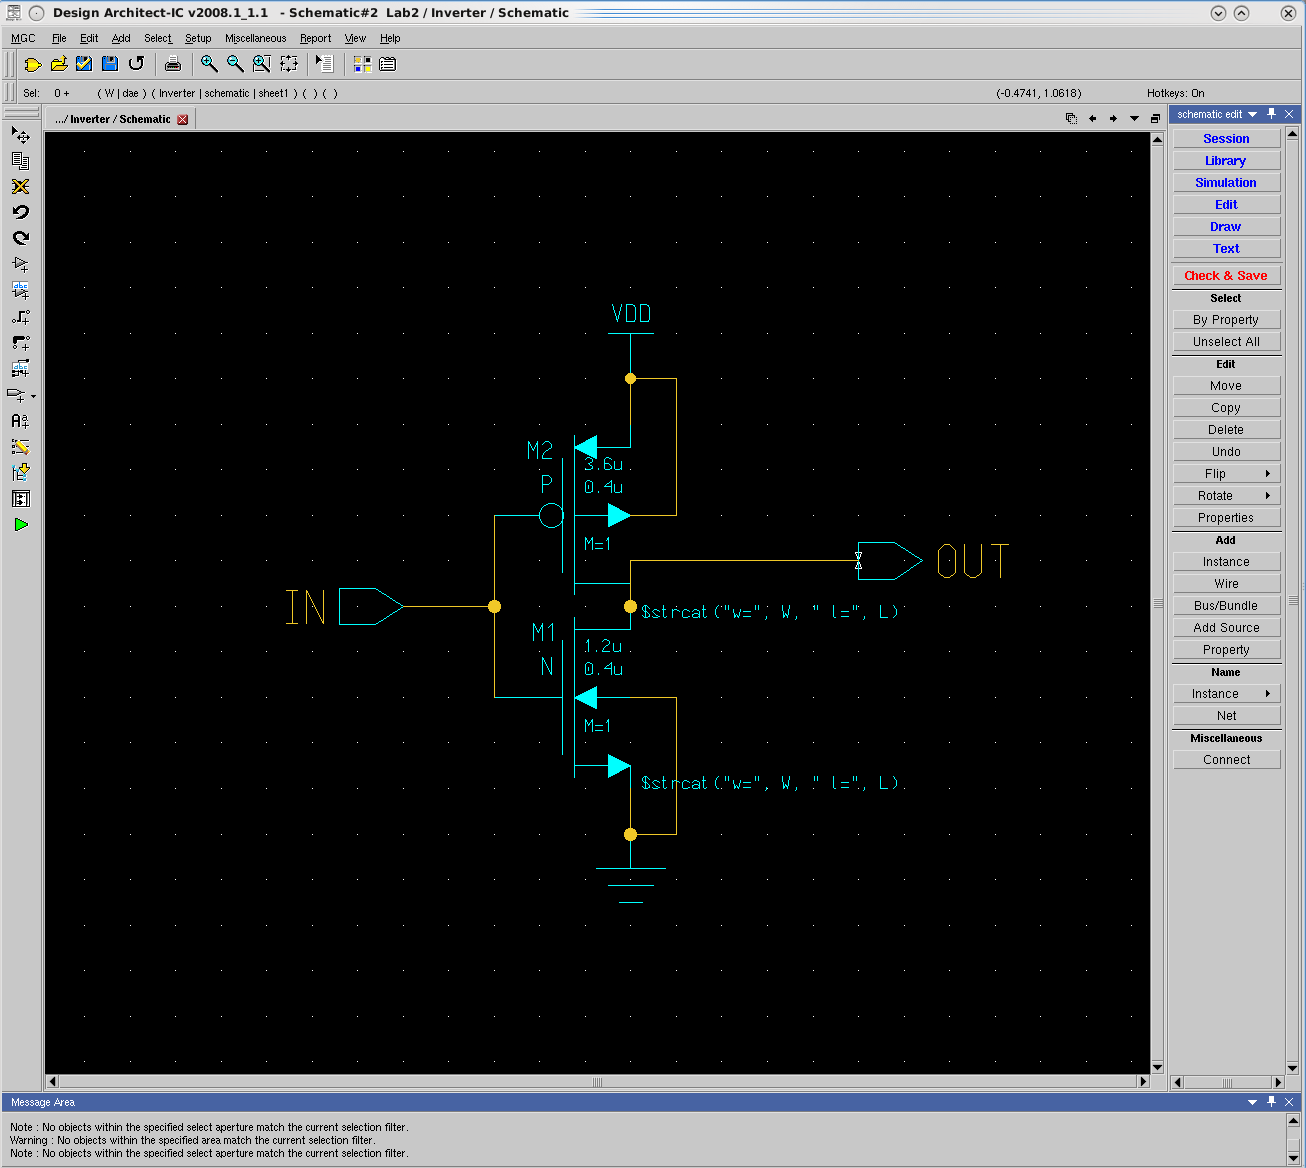 Design Architect-IC v2008.1_1.1 - Schematic#2 Lab2 / Inverter / Schematic
MGC File Edit Add Select Setup Miscellaneous Report View Help
Sel: 0 + ( W | dae ) ( Inverter | schematic | sheet1 ) ( ) ( ) (-0.4741, 1.0618) Hotkeys: On
.../ Inverter / Schematic
schematic edit
Session
Library
Simulation
Edit
Draw
Text
Check & Save
Select
By Property
Unselect All
Edit
Move
Copy
Delete
Undo
Flip
Rotate
Properties
Add
Instance
Wire
Bus/Bundle
Add Source
Property
Name
Instance
Net
Miscellaneous
Connect
VDD
M2
3.6u
P
0.4u
M=1
OUT
IN
$strcat("w=", W, " l=", L)
M1
1.2u
N
0.4u
M=1
$strcat("w=", W, " l=", L)
Message Area
Note : No objects within the specified select aperture match the current selection filter.
Warning : No objects within the specified area match the current selection filter.
Note : No objects within the specified select aperture match the current selection filter.